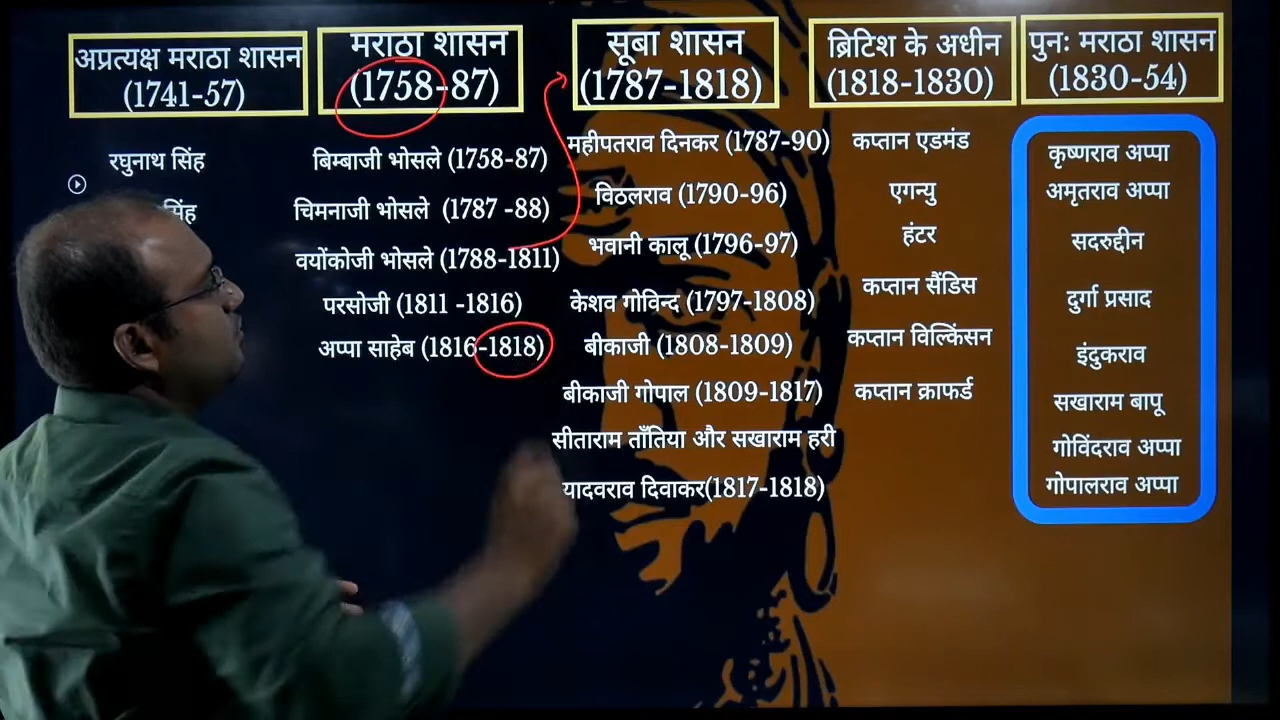 अप्रत्यक्ष मराठा शासन
(1741-57)
रघुनाथ सिंह
सिंह
मराठा शासन
(1758-87)
बिम्बाजी भोसले (1758-87)
चिमनाजी भोसले (1787 -88)
वयोंकोजी भोसले (1788-1811)
परसोजी (1811 -1816)
अप्पा साहेब (1816-1818)
सूबा शासन
(1787-1818)
महीपतराव दिनकर (1787-90)
विठलराव (1790-96)
भवानी कालू (1796-97)
केशव गोविन्द (1797-1808)
बीकाजी (1808-1809)
बीकाजी गोपाल (1809-1817)
सीताराम ताँतिया और सखाराम हरी
यादवराव दिवाकर(1817-1818)
ब्रिटिश के अधीन
(1818-1830)
कप्तान एडमंड
एगन्यु
हंटर
कप्तान सैंडिस
कप्तान विल्किंसन
कप्तान क्राफर्ड
पुनः मराठा शासन
(1830-54)
कृष्णराव अप्पा
अमृतराव अप्पा
सदरुद्दीन
दुर्गा प्रसाद
इंदुकराव
सखाराम बापू
गोविंदराव अप्पा
गोपालराव अप्पा